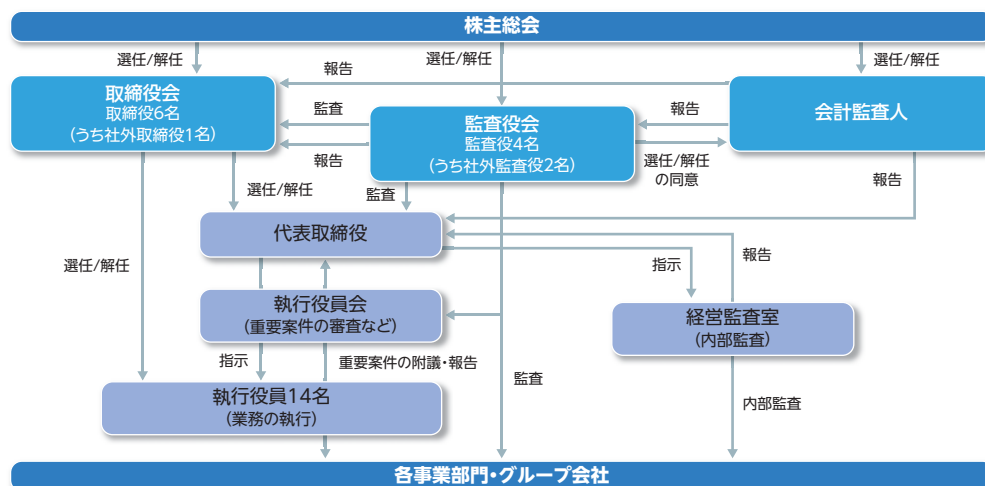 株主総会
選任/解任
選任/解任
選任/解任
報告
取締役会
取締役6名
(うち社外取締役1名)
監査
報告
監査役会
監査役4名
(うち社外監査役2名)
報告
選任/解任
の同意
会計監査人
選任/解任
監査
報告
代表取締役
選任/解任
指示
報告
執行役員会
(重要案件の審査など)
経営監査室
(内部監査)
指示
重要案件の附議・報告
監査
内部監査
執行役員14名
(業務の執行)
各事業部門・グループ会社